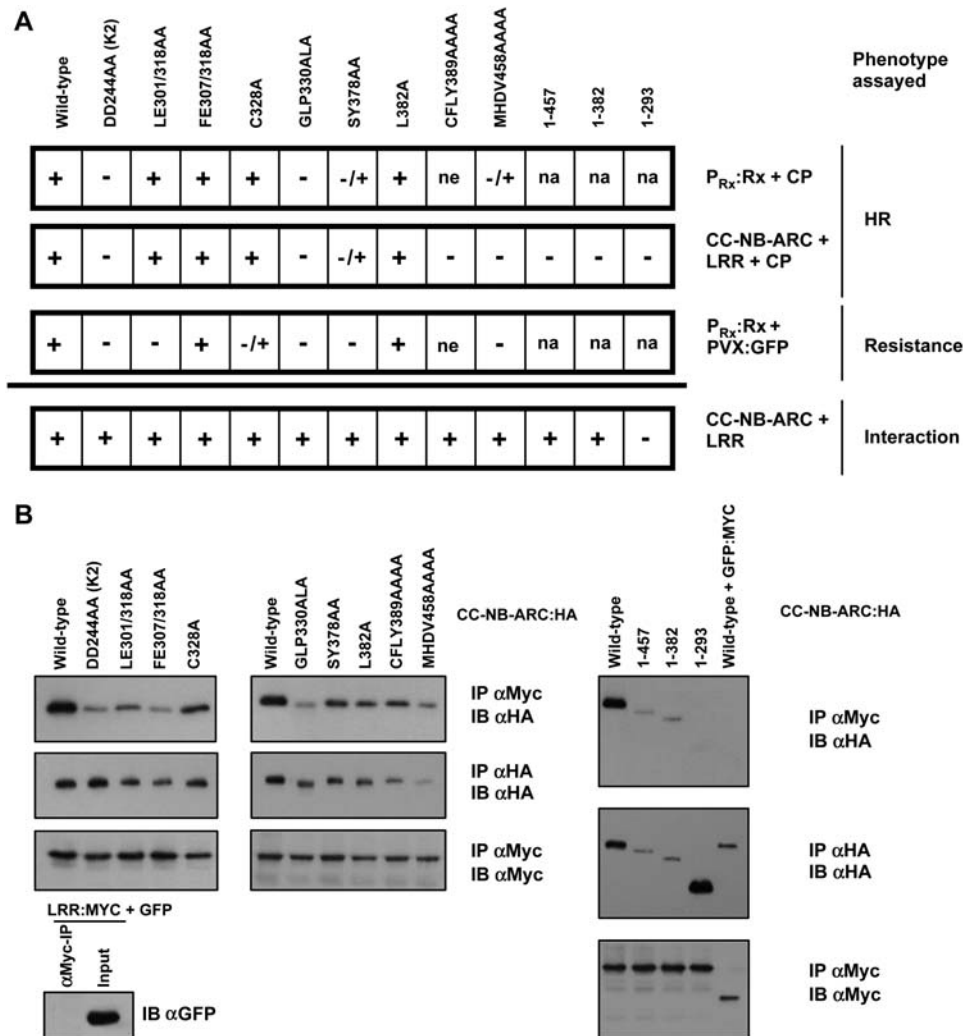 A
Wild-type
DD244AA (K2)
LE301/318AA
FE307/318AA
C328A
GLP330ALA
SY378AA
L382A
CFLY389AAAA
MHDV458AAAA
1-457
1-382
1-293
Phenotype
assayed
+ - + + + - -/+ + ne -/+ na na na
P_Rx:Rx + CP
+ - + + + - -/+ + - - - - -
CC-NB-ARC +
LRR + CP
HR
+ - - + -/+ - - + ne - na na na
P_Rx:Rx +
PVX:GFP
Resistance
+ + + + + + + + + + + + -
CC-NB-ARC +
LRR
Interaction
B
Wild-type
DD244AA (K2)
LE301/318AA
FE307/318AA
C328A
Wild-type
GLP330ALA
SY378AA
L382A
CFLY389AAAA
MHDV458AAAA
CC-NB-ARC:HA
IP αMyc
IB αHA
IP αHA
IB αHA
IP αMyc
IB αMyc
LRR:MYC + GFP
αMyc-IP
Input
IB αGFP
Wild-type
1-457
1-382
1-293
Wild-type + GFP:MYC
CC-NB-ARC:HA
IP αMyc
IB αHA
IP αHA
IB αHA
IP αMyc
IB αMyc